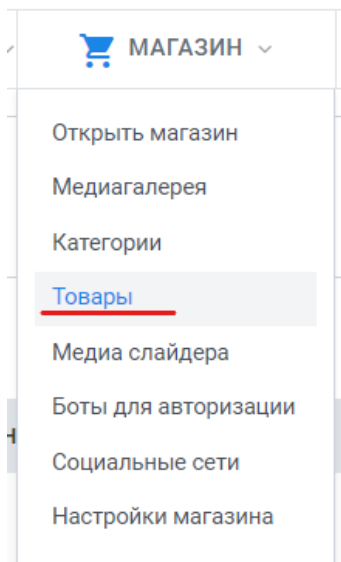 МАГАЗИН
Открыть магазин
Медиагалерея
Категории
Товары
Медиа слайдера
Боты для авторизации
Социальные сети
Настройки магазина